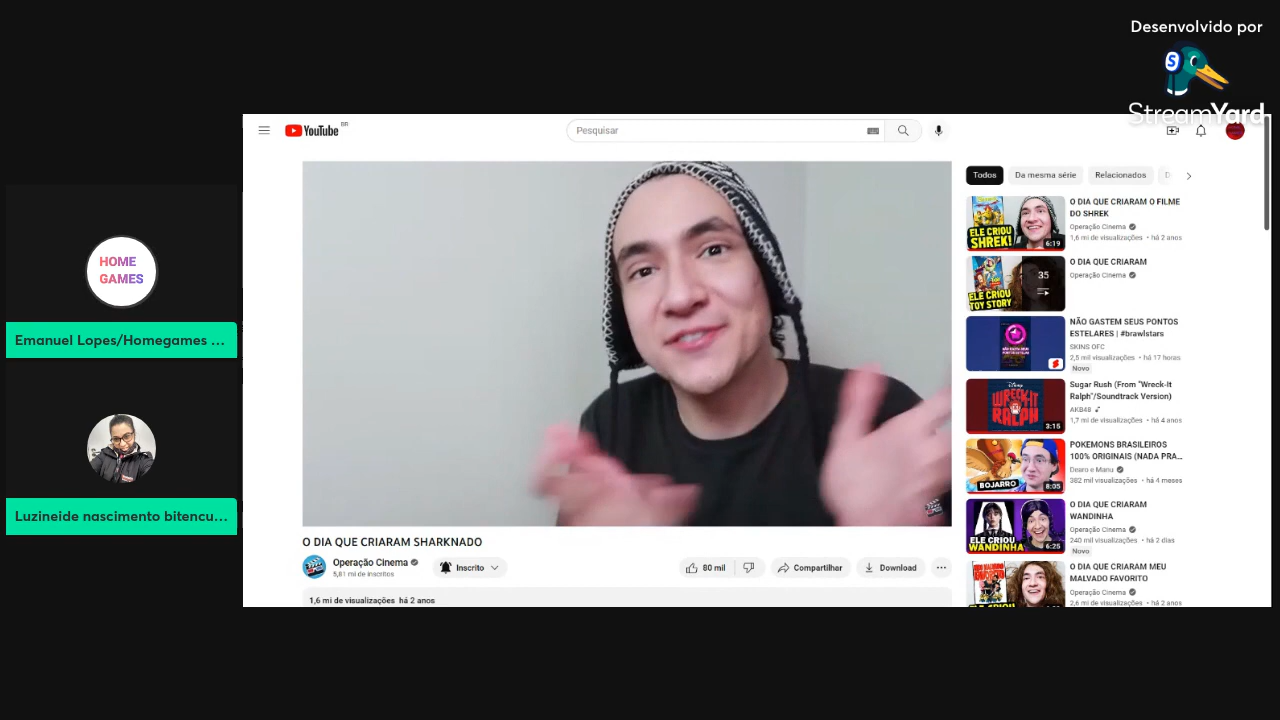 Desenvolvido por
StreamYard
HOME
GAMES
Emanuel Lopes/Homegames ...
Luzineide nascimento bitencu...
YouTube BR
Pesquisar
O DIA QUE CRIARAM SHARKNADO
Operação Cinema
5,81 mi de inscritos
Inscrito
80 mil
Compartilhar
Download
1,6 mi de visualizações há 2 anos
Todos
Da mesma série
Relacionados
ELE CRIOU
SHREK!
6:19
O DIA QUE CRIARAM O FILME
DO SHREK
Operação Cinema
1,6 mi de visualizações • há 2 anos
ELE CRIOU
TOY STORY
35
O DIA QUE CRIARAM
Operação Cinema
NÃO GASTEM SEUS PONTOS
ESTELARES | #brawlstars
SKINS OFC
2,5 mil visualizações • há 17 horas
Novo
Disney
WRECK-IT
RALPH
3:15
Sugar Rush (From "Wreck-It
Ralph"/Soundtrack Version)
AKB48
1,7 mi de visualizações • há 4 anos
BOJARRO
8:05
POKEMONS BRASILEIROS
100% ORIGINAIS (NADA PRA...
Dearo e Manu
382 mil visualizações • há 4 meses
ELE CRIOU
WANDINHA
6:25
O DIA QUE CRIARAM
WANDINHA
Operação Cinema
240 mil visualizações • há 2 dias
Novo
O DIA QUE CRIARAM MEU
MALVADO FAVORITO
Operação Cinema
2,6 mi de visualizações • há 2 anos